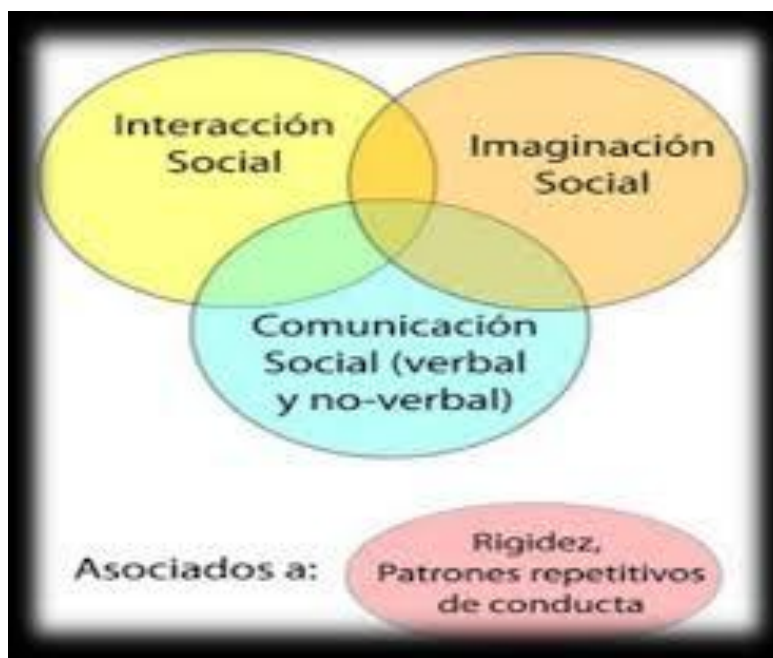 Interacción
Social
Imaginación
Social
Comunicación
Social (verbal
y no-verbal)
Asociados a:
Rigidez,
Patrones repetitivos
de conducta